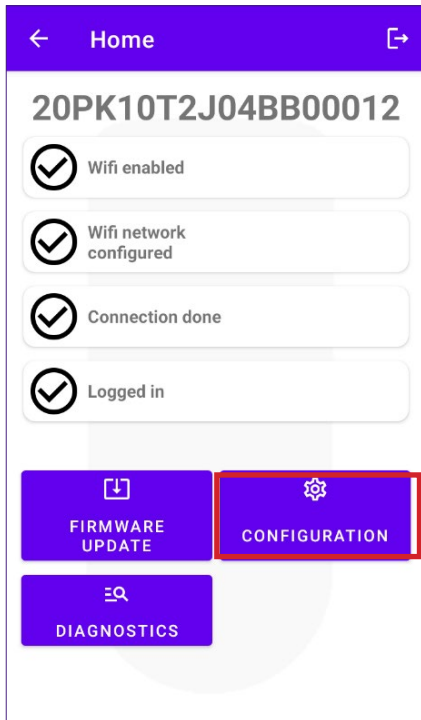 Home
20PK10T2J04BB00012
Wifi enabled
Wifi network
configured
Connection done
Logged in
FIRMWARE
UPDATE
CONFIGURATION
DIAGNOSTICS